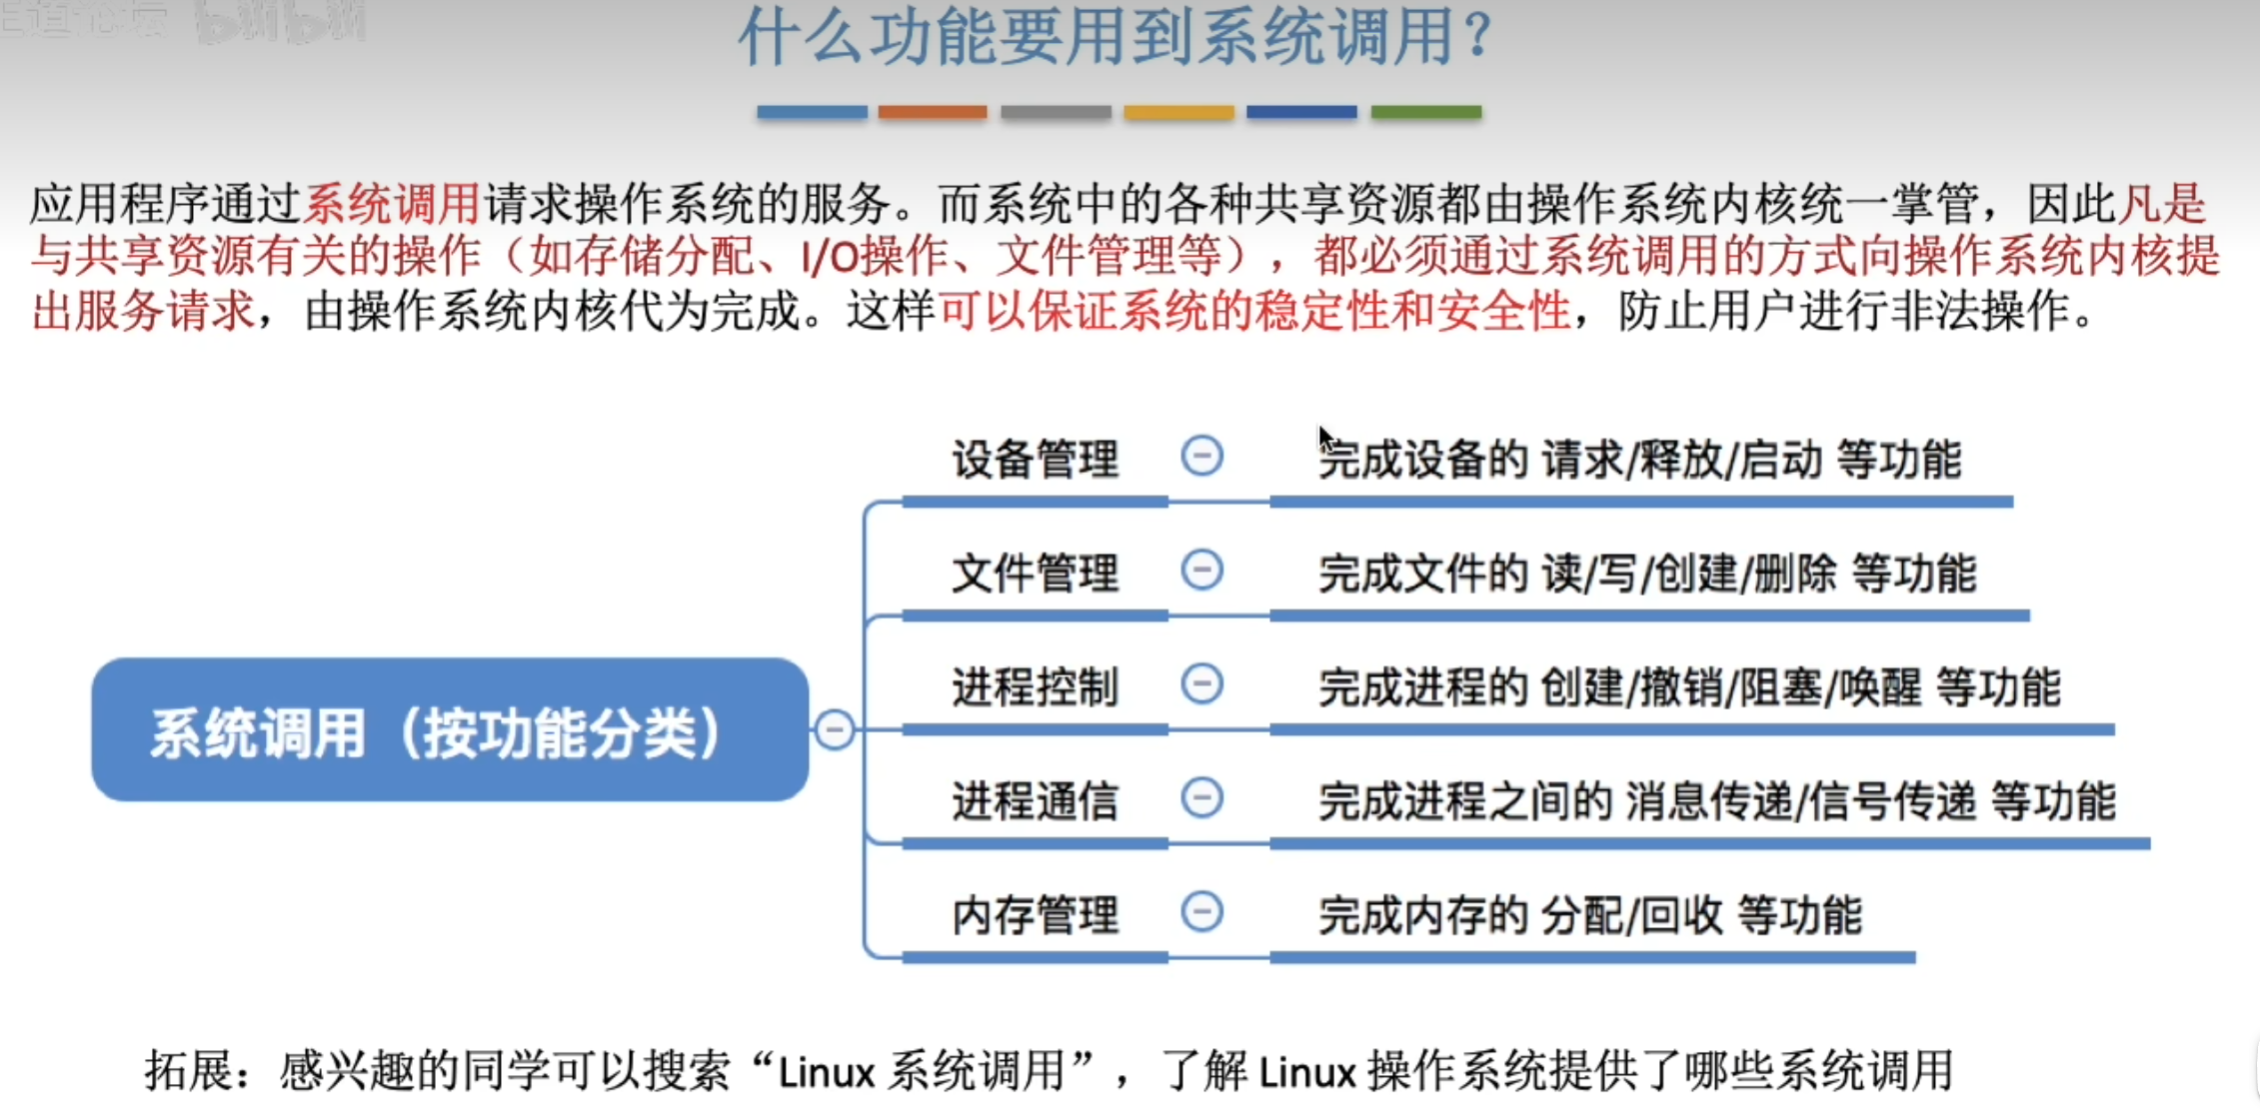 王道论坛 bilibili
什么功能要用到系统调用？
应用程序通过系统调用请求操作系统的服务。而系统中的各种共享资源都由操作系统内核统一掌管，因此凡是
与共享资源有关的操作（如存储分配、I/O操作、文件管理等），都必须通过系统调用的方式向操作系统内核提
出服务请求，由操作系统内核代为完成。这样可以保证系统的稳定性和安全性，防止用户进行非法操作。
系统调用（按功能分类）
设备管理 完成设备的 请求/释放/启动 等功能
文件管理 完成文件的 读/写/创建/删除 等功能
进程控制 完成进程的 创建/撤销/阻塞/唤醒 等功能
进程通信 完成进程之间的 消息传递/信号传递 等功能
内存管理 完成内存的 分配/回收 等功能
拓展：感兴趣的同学可以搜索“Linux 系统调用”，了解 Linux 操作系统提供了哪些系统调用